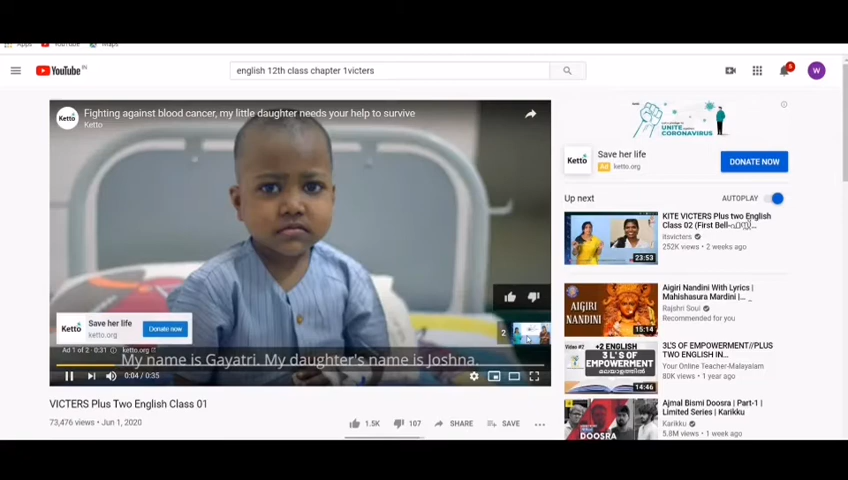 Apps YouTube Maps
YouTube IN
english 12th class chapter 1victers
5
W
Ketto
Fighting against blood cancer, my little daughter needs your help to survive
Ketto
Ketto
Save her life
ketto.org
Donate now
2
Ad 1 of 2 · 0:31 ketto.org
My name is Gayatri. My daughter's name is Joshna.
0:04 / 0:35
VICTERS Plus Two English Class 01
73,476 views • Jun 1, 2020
1.5K 107 SHARE SAVE
UNITE
CORONAVIRUS
Ketto
Save her life
Ad ketto.org
DONATE NOW
Up next
AUTOPLAY
KITE VICTERS Plus two English
Class 02 (First Bell-ഫസ്റ്റ്...
itsvicters
252K views • 2 weeks ago
23:53
AIGIRI
NANDINI
15:14
Aigiri Nandini With Lyrics |
Mahishasura Mardini |...
Rajshri Soul
Recommended for you
Video #2
+2 ENGLISH
3 L'S OF
EMPOWERMENT
മലയാളത്തിൽ
14:46
3L'S OF EMPOWERMENT//PLUS
TWO ENGLISH IN...
Your Online Teacher-Malayalam
80K views • 1 year ago
DOOSRA
Ajmal Bismi Doosra | Part-1 |
Limited Series | Karikku
Karikku
5.8M views • 1 week ago